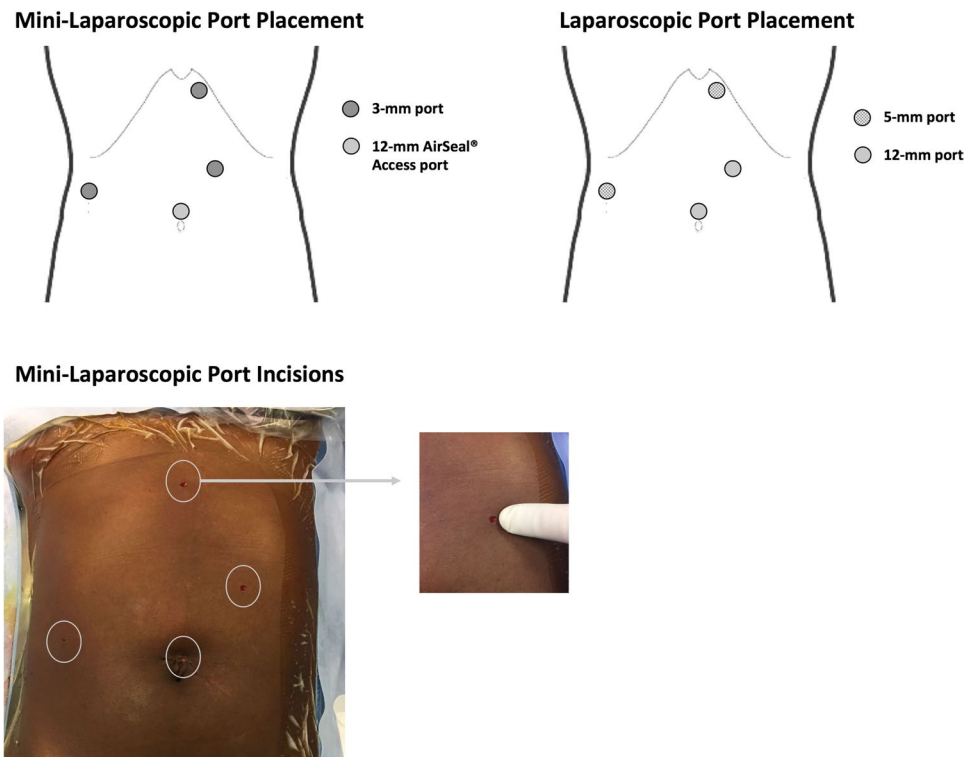 Mini-Laparoscopic Port Placement
3-mm port
12-mm AirSeal®
Access port
Laparoscopic Port Placement
5-mm port
12-mm port
Mini-Laparoscopic Port Incisions